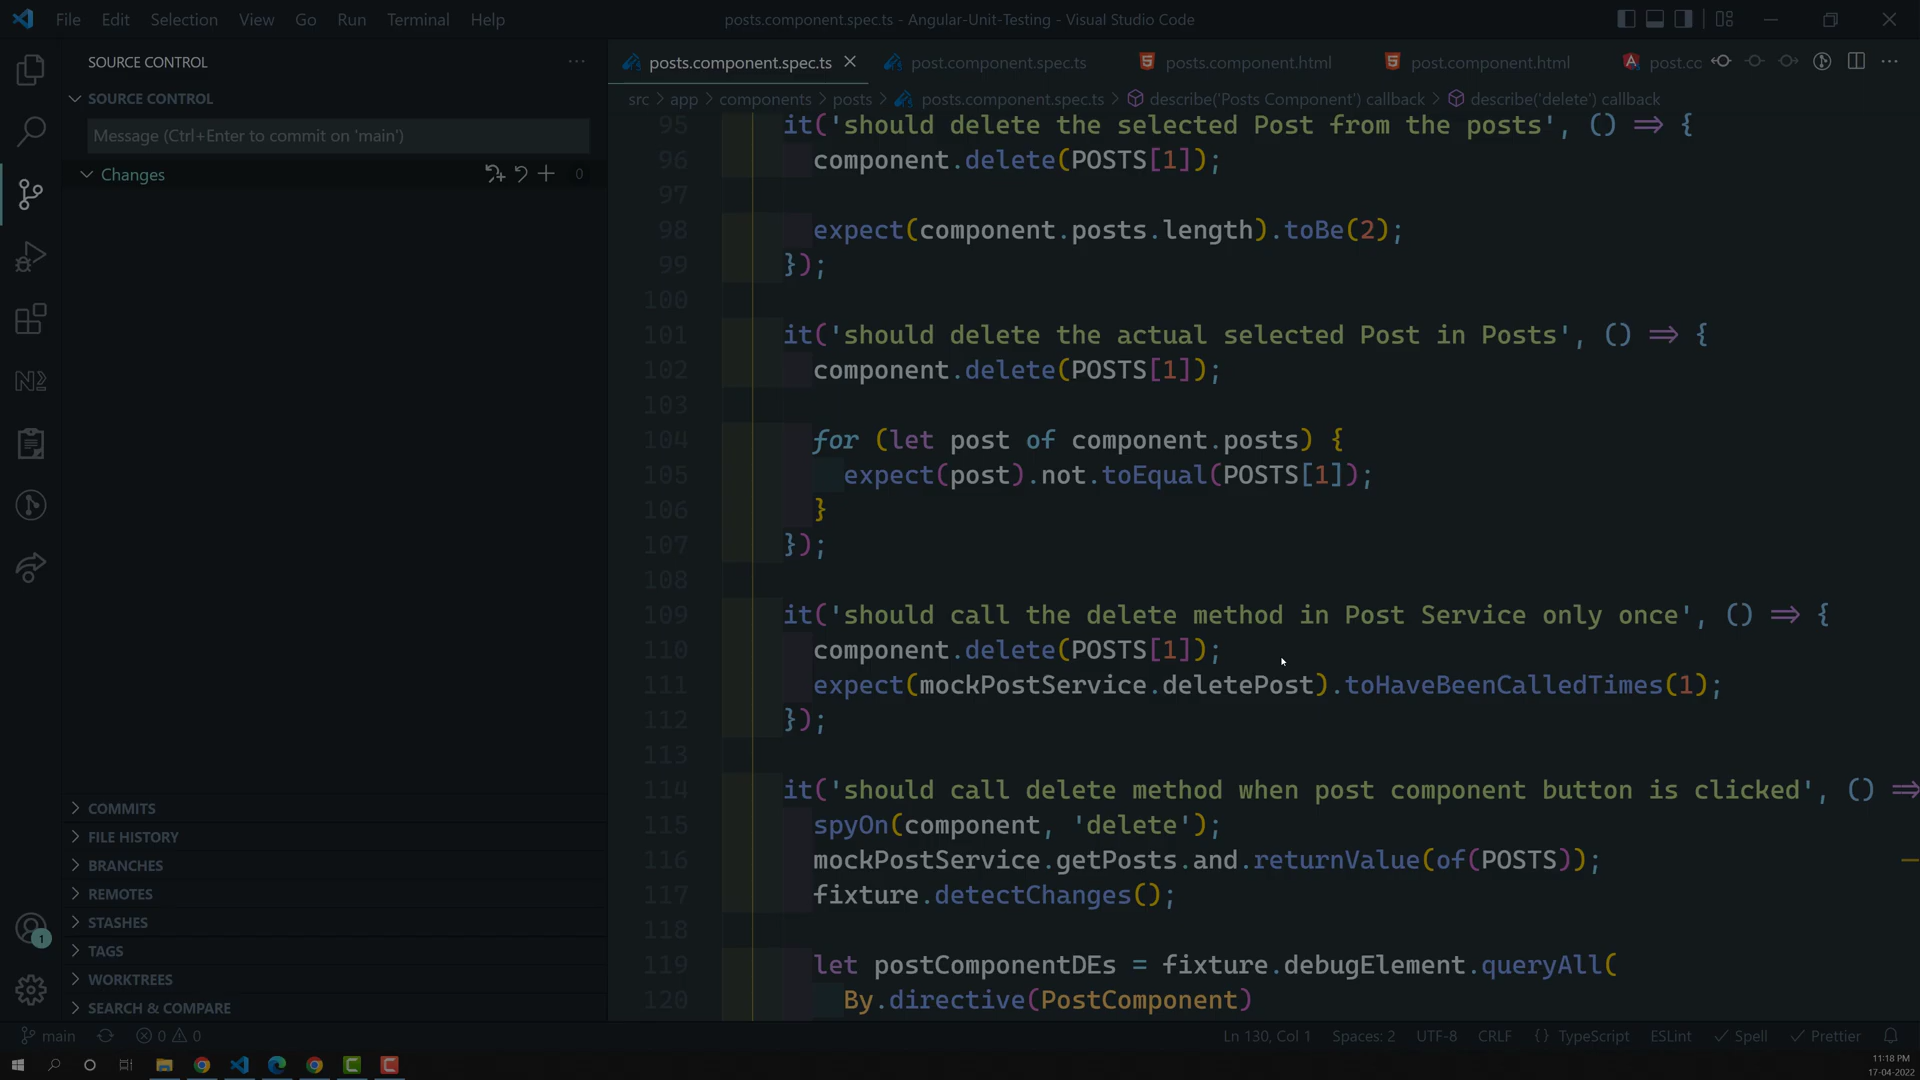 File Edit Selection View Go Run Terminal Help
posts.component.spec.ts - Angular-Unit-Testing - Visual Studio Code
SOURCE CONTROL
posts.component.spec.ts
post.component.spec.ts
posts.component.html
post.component.html
post.cc
SOURCE CONTROL
src > app > components > posts > posts.component.spec.ts > describe('Posts Component') callback > describe('delete') callback
Message (Ctrl+Enter to commit on 'main')
Changes
0
95 it('should delete the selected Post from the posts', () => {
96 component.delete(POSTS[1]);
97
98 expect(component.posts.length).toBe(2);
99 });
100
101 it('should delete the actual selected Post in Posts', () => {
102 component.delete(POSTS[1]);
103
104 for (let post of component.posts) {
105 expect(post).not.toEqual(POSTS[1]);
106 }
107 });
108
109 it('should call the delete method in Post Service only once', () => {
110 component.delete(POSTS[1]);
111 expect(mockPostService.deletePost).toHaveBeenCalledTimes(1);
112 });
113
114 it('should call delete method when post component button is clicked', () =>
115 spyOn(component, 'delete');
116 mockPostService.getPosts.and.returnValue(of(POSTS));
117 fixture.detectChanges();
118
119 let postComponentDEs = fixture.debugElement.queryAll(
120 By.directive(PostComponent)
COMMITS
FILE HISTORY
BRANCHES
REMOTES
STASHES
TAGS
WORKTREES
SEARCH & COMPARE
1
main
0 0
Ln 130, Col 1 Spaces: 2 UTF-8 CRLF {} TypeScript ESLint Spell Prettier
11:18 PM
17-04-2022